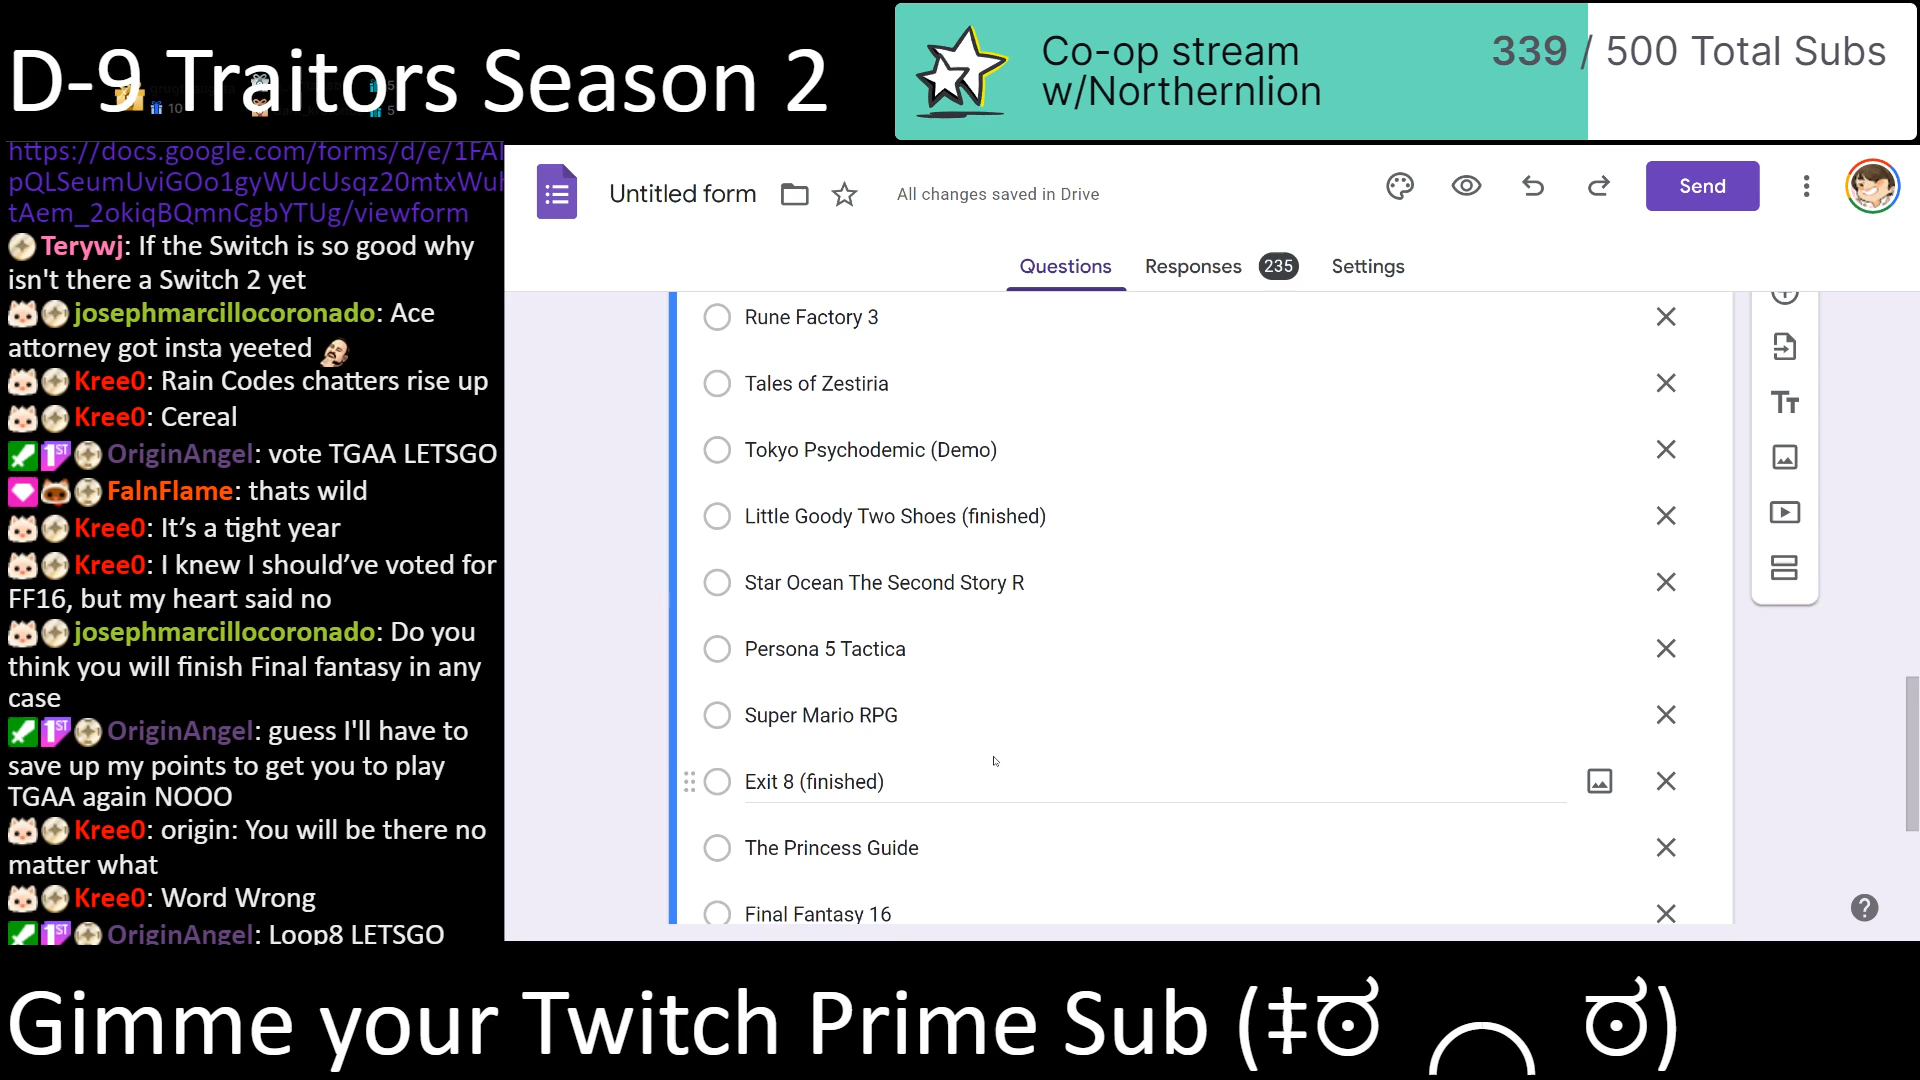 D-9 Traitors Season 2
10
5
5
Co-op stream
w/Northernlion
339 / 500 Total Subs
https://docs.google.com/forms/d/e/1FAI
pQLSeumUviGOo1gyWUcUsqz20mtxWuh
tAem_2okiqBQmnCgbYTUg/viewform
Terywj: If the Switch is so good why
isn't there a Switch 2 yet
josephmarcillocoronado: Ace
attorney got insta yeeted
Kree0: Rain Codes chatters rise up
Kree0: Cereal
1ST OriginAngel: vote TGAA LETSGO
FalnFlame: thats wild
Kree0: It's a tight year
Kree0: I knew I should've voted for
FF16, but my heart said no
josephmarcillocoronado: Do you
think you will finish Final fantasy in any
case
1ST OriginAngel: guess I'll have to
save up my points to get you to play
TGAA again NOOO
Kree0: origin: You will be there no
matter what
Kree0: Word Wrong
1ST OriginAngel: Loop8 LETSGO
Untitled form
All changes saved in Drive
Send
Questions
Responses 235
Settings
Rune Factory 3
Tales of Zestiria
Tokyo Psychodemic (Demo)
Little Goody Two Shoes (finished)
Star Ocean The Second Story R
Persona 5 Tactica
Super Mario RPG
Exit 8 (finished)
The Princess Guide
Final Fantasy 16
Tт
Gimme your Twitch Prime Sub (‡ಠ ⁔ ಠ)